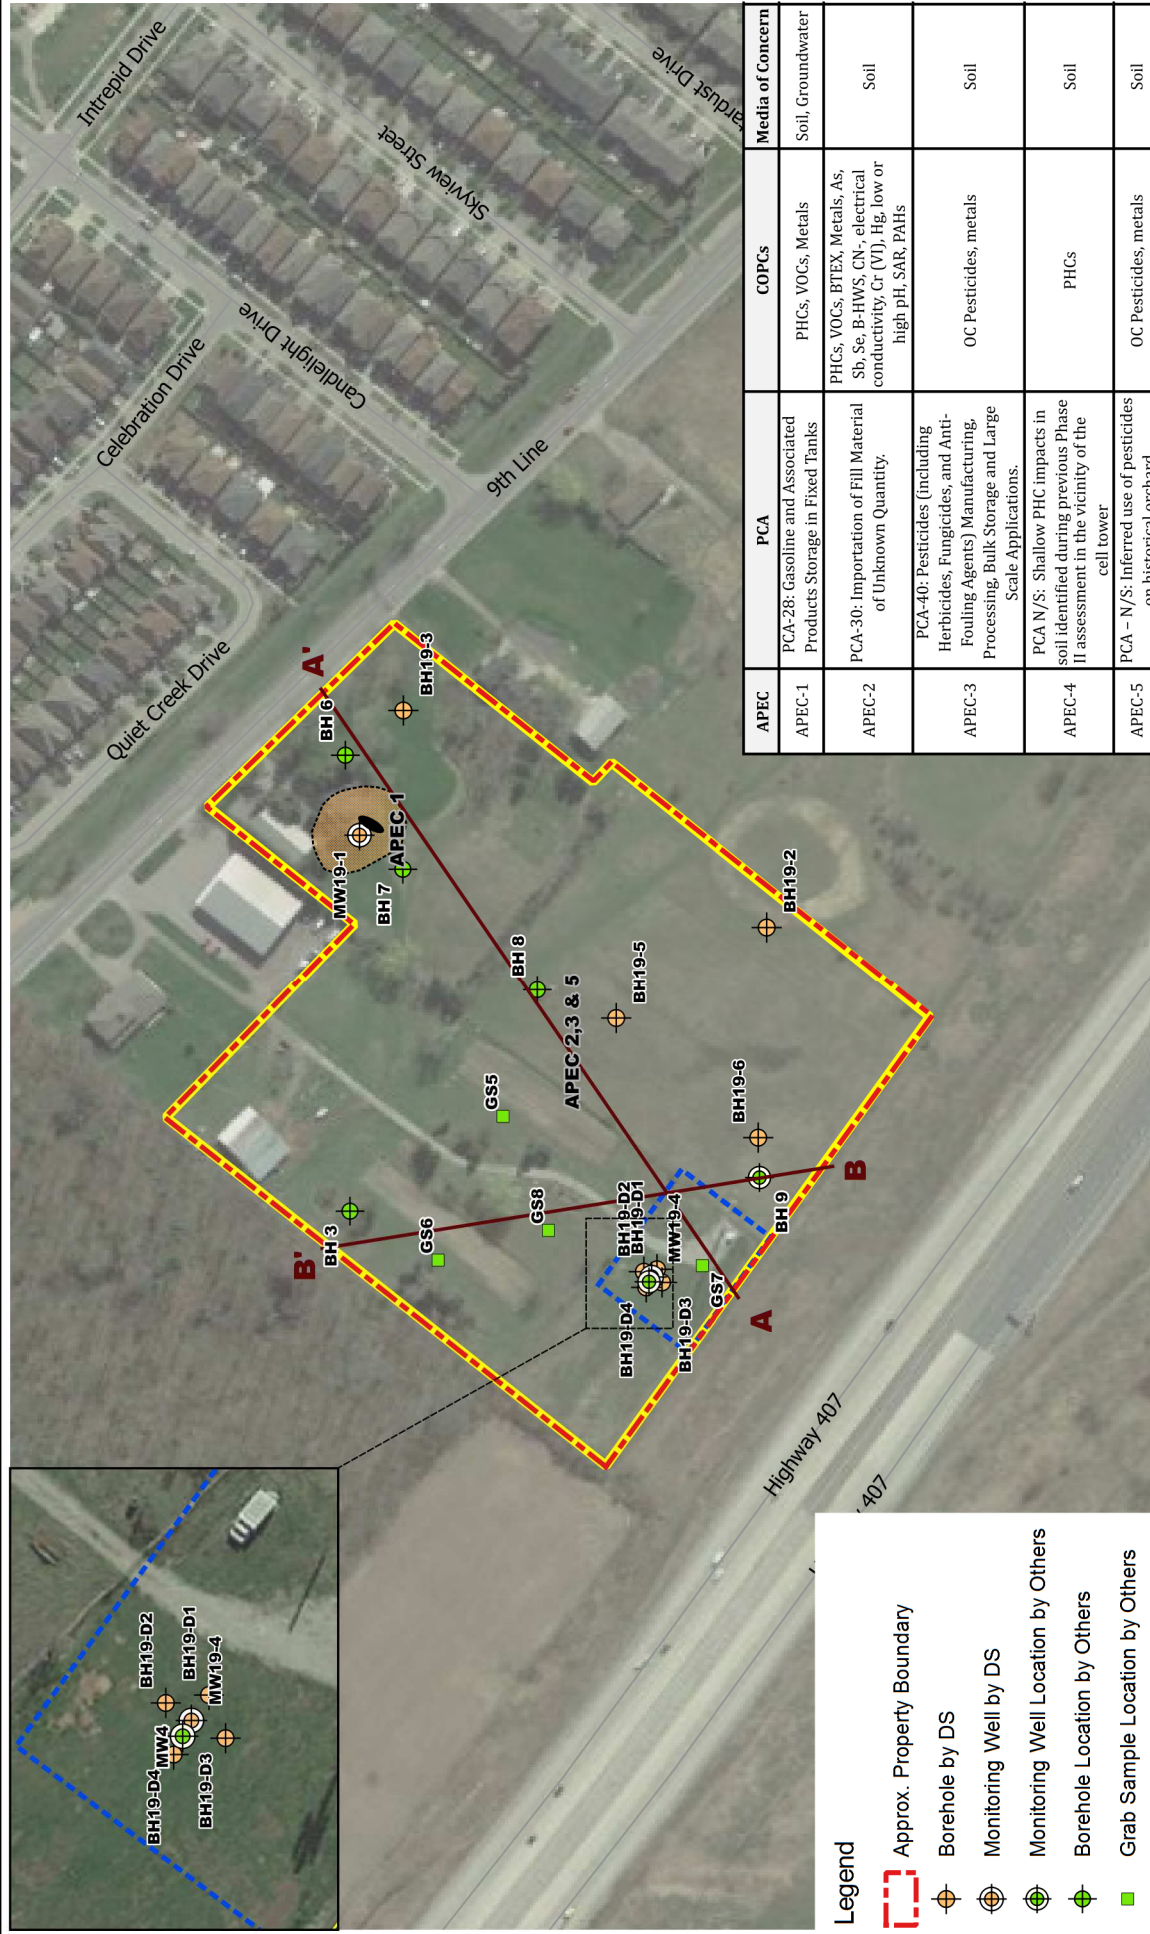 Intrepid Drive
Skyview Street
tardust Drive
Celebration Drive
Candlelight Drive
9th Line
Quiet Creek Drive
A'
BH 6
BH19-3
MW19-1
APEC 1
BH 7
BH 8
BH19-5
BH19-2
APEC 2,3 & 5
GS5
BH19-6
B'
BH 3
GS6
GS8
BH19-D2
BH19-D1
MW19-4
BH 9
B
GS7
A
BH19-D4
BH19-D3
Highway 407
407
BH19-D2
BH19-D1
MW19-4
MW4
BH19-D4
BH19-D3
APEC PCA COPCs Media of Concern
APEC-1 PCA-28: Gasoline and Associated Products Storage in Fixed Tanks PHCs, VOCs, Metals Soil, Groundwater
APEC-2 PCA-30: Importation of Fill Material of Unknown Quantity. PHCs, VOCs, BTEX, Metals, As, Sb, Se, B-HWS, CN-, electrical conductivity, Cr (VI), Hg, low or high pH, SAR, PAHs Soil
APEC-3 PCA-40: Pesticides (including Herbicides, Fungicides, and Anti-Fouling Agents) Manufacturing, Processing, Bulk Storage and Large Scale Applications. OC Pesticides, metals Soil
APEC-4 PCA N/S: Shallow PHC impacts in soil identified during previous Phase II assessment in the vicinity of the cell tower PHCs Soil
APEC-5 PCA – N/S: Inferred use of pesticides on historical orchard OC Pesticides, metals Soil
Legend
Approx. Property Boundary
Borehole by DS
Monitoring Well by DS
Monitoring Well Location by Others
Borehole Location by Others
Grab Sample Location by Others